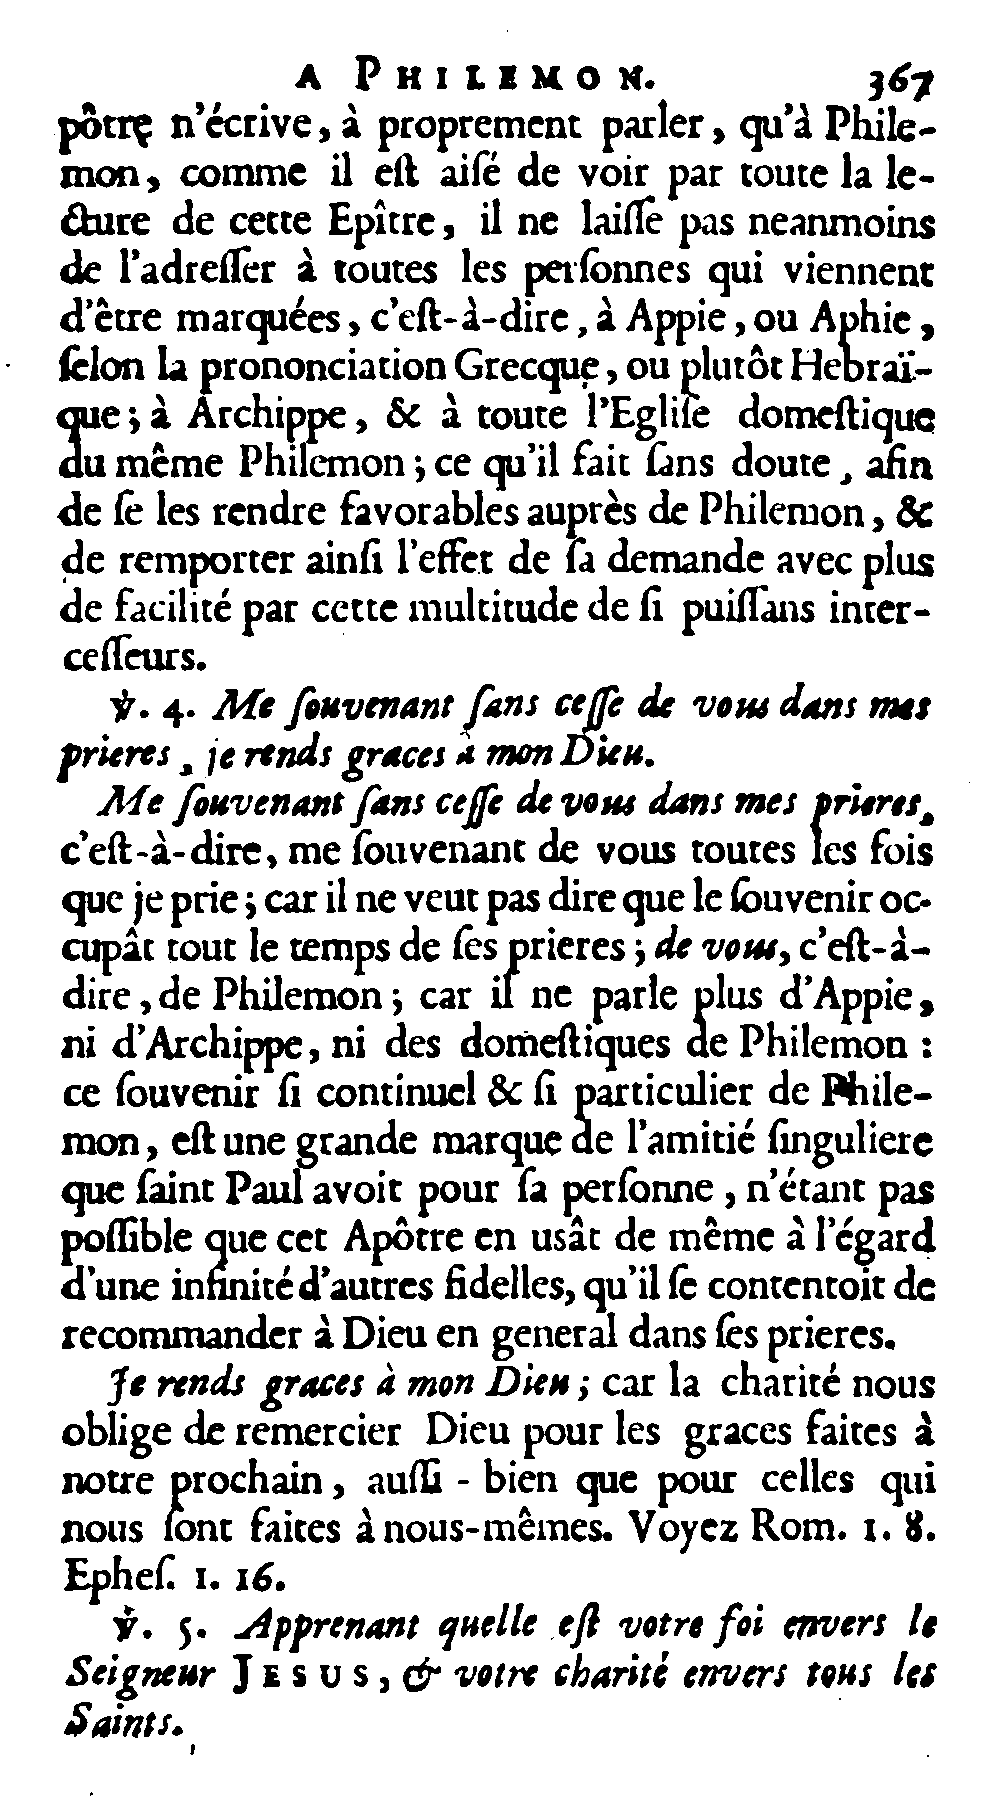 A PHILEMON. 367
pôtre n'écrive, à proprement parler, qu'à Phile-
mon, comme il eſt aiſé de voir par toute la le-
cture de cette Epître, il ne laiſſe pas neanmoins
de l'adreſſer à toutes les perſonnes qui viennent
d'être marquées, c'eſt-à-dire, à Appie, ou Aphie,
ſelon la prononciation Grecque, ou plutôt Hebraï-
que; à Archippe, & à toute l'Egliſe domeſtique
du même Philemon; ce qu'il fait ſans doute, afin
de ſe les rendre favorables auprès de Philemon, &
de remporter ainſi l'effet de ſa demande avec plus
de facilité par cette multitude de ſi puiſſans inter-
ceſſeurs.
℣. 4. Me ſouvenant ſans ceſſe de vous dans mes
prieres, je rends graces à mon Dieu.
Me ſouvenant ſans ceſſe de vous dans mes prieres,
c'eſt-à-dire, me ſouvenant de vous toutes les fois
que je prie; car il ne veut pas dire que le ſouvenir oc-
cupât tout le temps de ſes prieres; de vous, c'eſt-à-
dire, de Philemon; car il ne parle plus d'Appie,
ni d'Archippe, ni des domeſtiques de Philemon :
ce ſouvenir ſi continuel & ſi particulier de Phile-
mon, eſt une grande marque de l'amitié ſinguliere
que ſaint Paul avoit pour ſa perſonne, n'étant pas
poſſible que cet Apôtre en usât de même à l'égard
d'une infinité d'autres fidelles, qu'il ſe contentoit de
recommander à Dieu en general dans ſes prieres.
Je rends graces à mon Dieu; car la charité nous
oblige de remercier Dieu pour les graces faites à
notre prochain, auſſi-bien que pour celles qui
nous ſont faites à nous-mêmes. Voyez Rom. 1. 8.
Epheſ. 1. 16.
℣. 5. Apprenant quelle eſt votre foi envers le
Seigneur JESUS, & votre charité envers tous les
Saints.